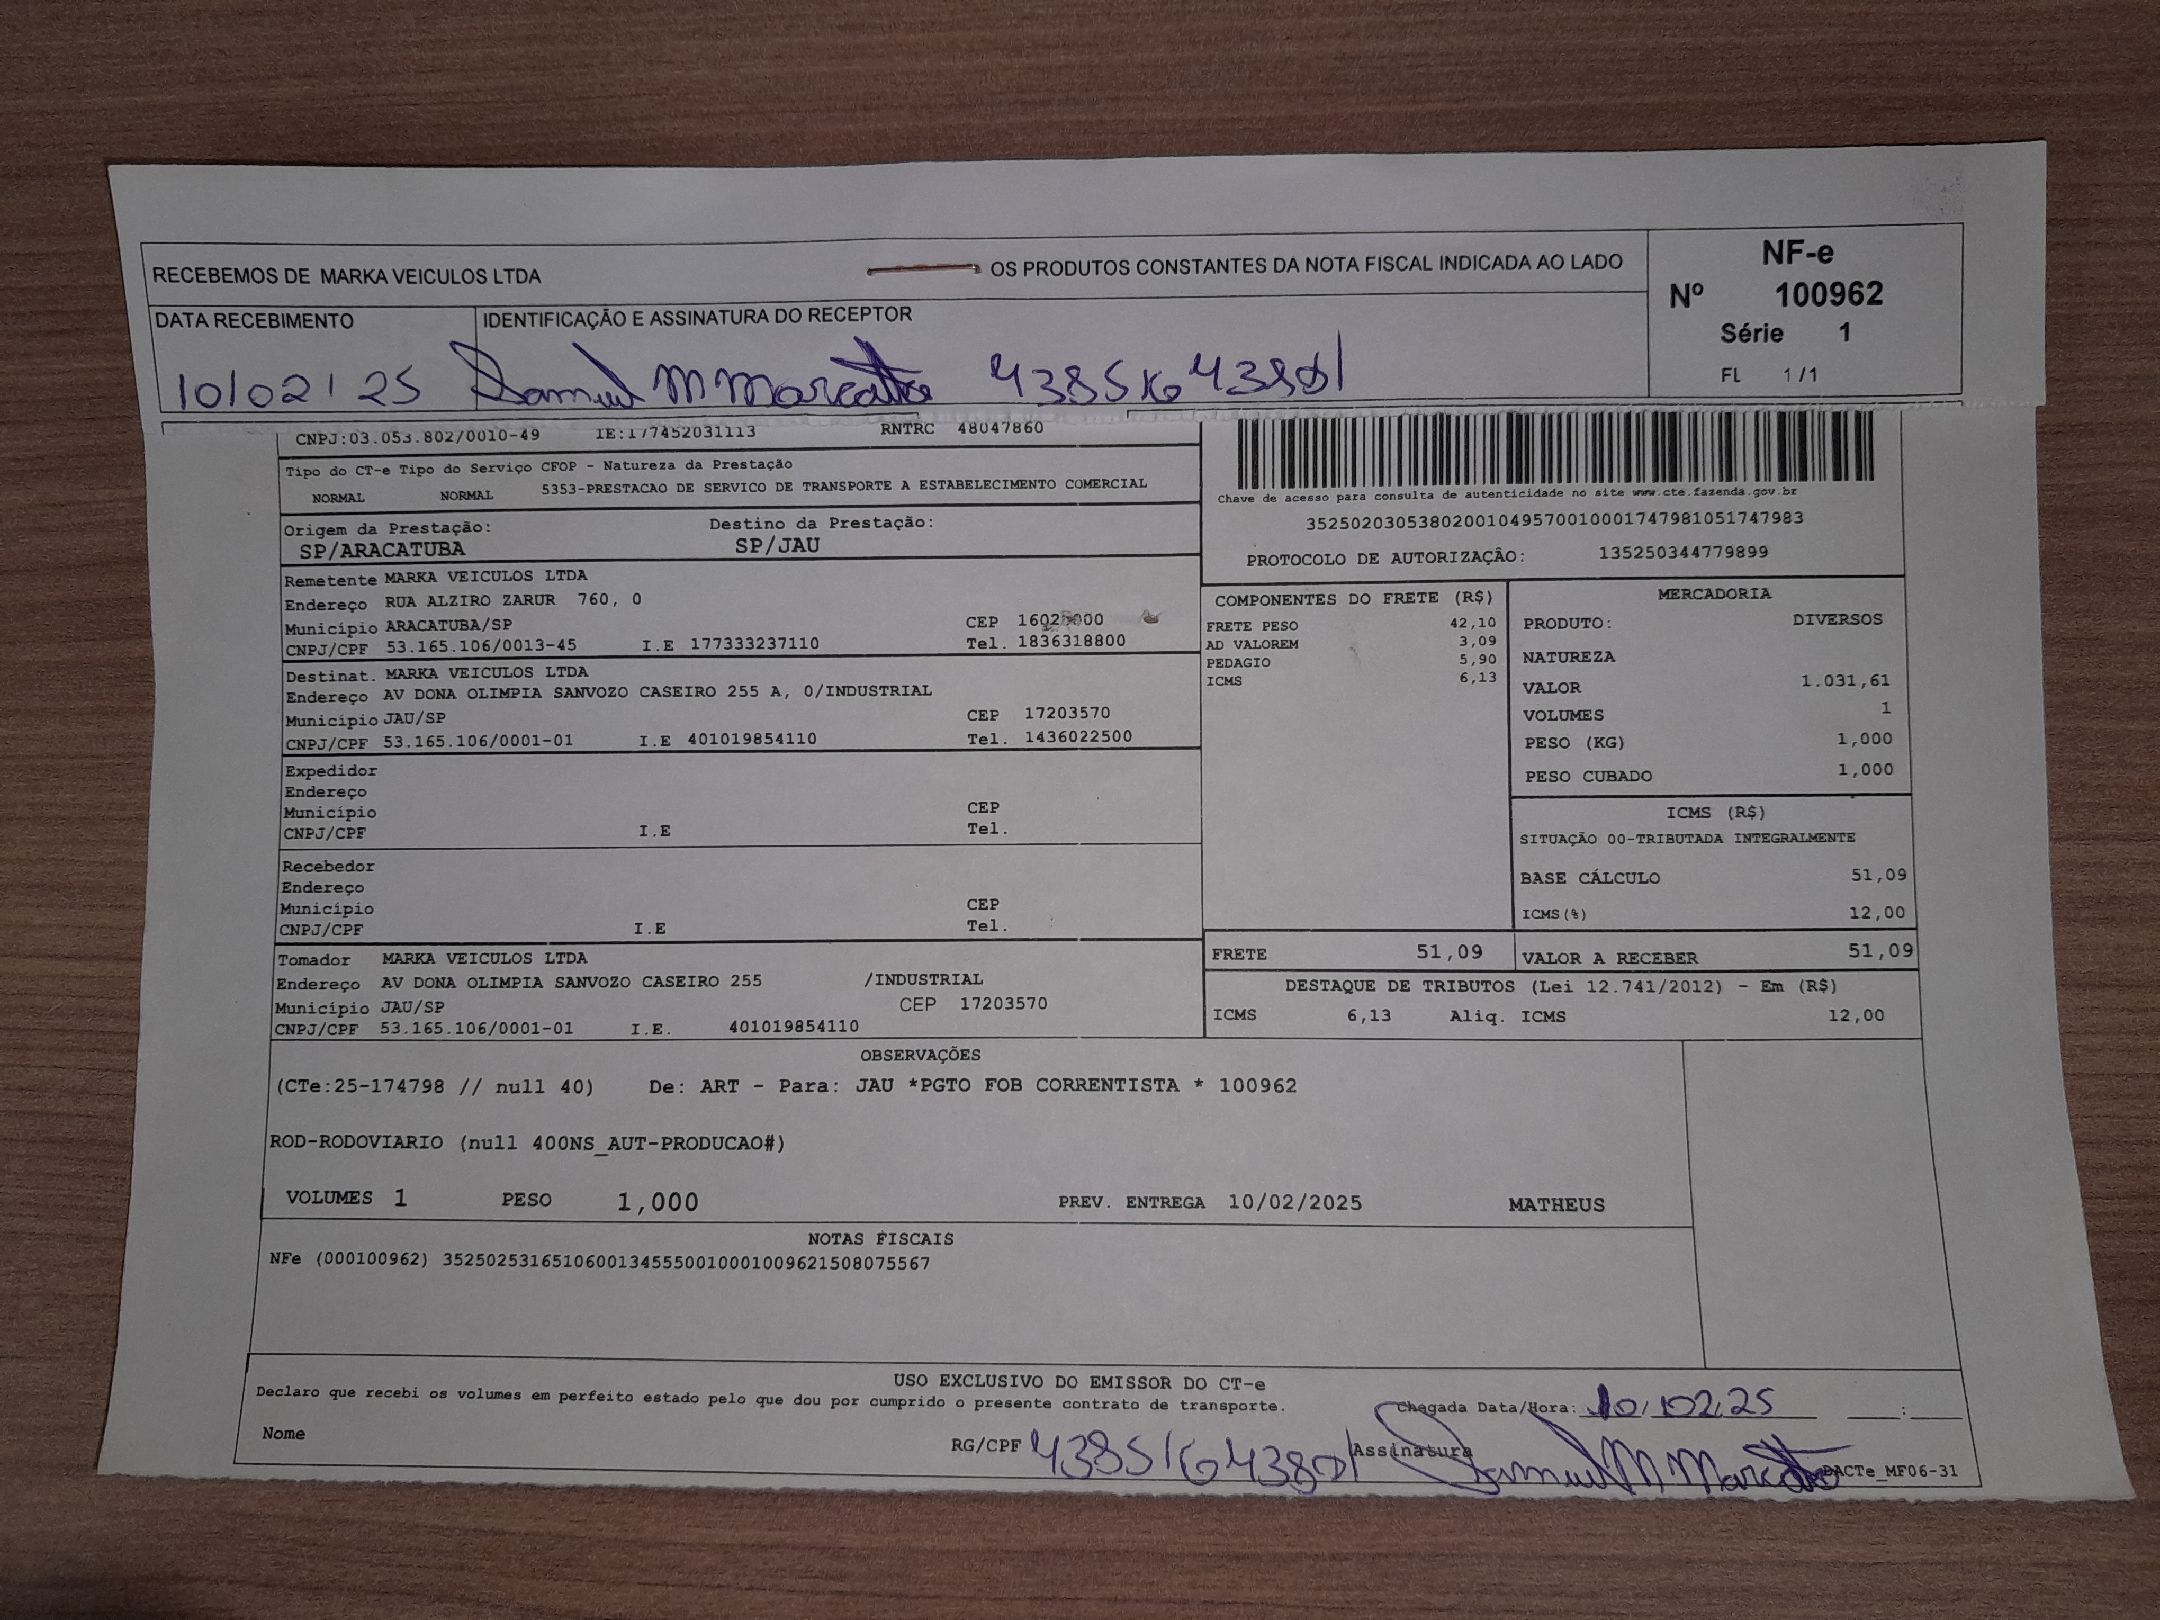 RECEBEMOS DE MARKA VEICULOS LTDA OS PRODUTOS CONSTANTES DA NOTA FISCAL INDICADA AO LADO
NF-e
Nº 100962
Série 1
FL 1/1
DATA RECEBIMENTO IDENTIFICAÇÃO E ASSINATURA DO RECEPTOR
10/02/25 Samuel M Marcatto
CNPJ:03.053.802/0010-49 IE:177452031113 RNTRC 48047860
Tipo do CT-e Tipo do Serviço CFOP - Natureza da Prestação
NORMAL NORMAL 5353-PRESTACAO DE SERVICO DE TRANSPORTE A ESTABELECIMENTO COMERCIAL
Chave de acesso para consulta de autenticidade no site www.cte.fazenda.gov.br
35250203053802001049570010001747981051747983
PROTOCOLO DE AUTORIZAÇÂO: 135250344779899
Origem da Prestação: Destino da Prestação:
SP/ARACATUBA SP/JAU
Remetente MARKA VEICULOS LTDA
Endereço RUA ALZIRO ZARUR 760, 0
Município ARACATUBA/SP CEP
CNPJ/CPF 53.165.106/0013-45 I.E 177333237110 Tel. 1836318800
Destinat. MARKA VEICULOS LTDA
Endereço AV DONA OLIMPIA SANVOZO CASEIRO 255 A, 0/INDUSTRIAL
Município JAU/SP CEP 17203570
CNPJ/CPF 53.165.106/0001-01 I.E 401019854110 Tel. 1436022500
Expedidor
Endereço
Município CEP
CNPJ/CPF I.E Tel.
Recebedor
Endereço
Município CEP
CNPJ/CPF I.E Tel.
Tomador MARKA VEICULOS LTDA
Endereço AV DONA OLIMPIA SANVOZO CASEIRO 255 /INDUSTRIAL
Município JAU/SP CEP 17203570
CNPJ/CPF 53.165.106/0001-01 I.E. 401019854110
COMPONENTES DO FRETE (R$)
FRETE PESO 42,10
AD VALOREM 3,09
PEDAGIO 5,90
ICMS 6,13
MERCADORIA
PRODUTO: DIVERSOS
NATUREZA
VALOR 1.031,61
VOLUMES 1
PESO (KG) 1,000
PESO CUBADO 1,000
ICMS (R$)
SITUAÇÃO 00-TRIBUTADA INTEGRALMENTE
BASE CÁLCULO 51,09
ICMS(%) 12,00
FRETE 51,09 VALOR A RECEBER 51,09
DESTAQUE DE TRIBUTOS (Lei 12.741/2012) - Em (R$)
ICMS 6,13 Aliq. ICMS 12,00
OBSERVAÇÕES
(CTe:25-174798 // null 40) De: ART - Para: JAU *PGTO FOB CORRENTISTA * 100962
ROD-RODOVIARIO (null 400NS_AUT-PRODUCAO#)
VOLUMES 1 PESO 1,000 PREV. ENTREGA 10/02/2025 MATHEUS
NOTAS FISCAIS
NFe (000100962) 35250253165106001345550010001009621508075567
USO EXCLUSIVO DO EMISSOR DO CT-e
Declaro que recebi os volumes em perfeito estado pelo que dou por cumprido o presente contrato de transporte.
Chegada Data/Hora: 10/02/25 :
Nome RG/CPF Assinatura Samuel M Marcatto
DACTe_MF06-31